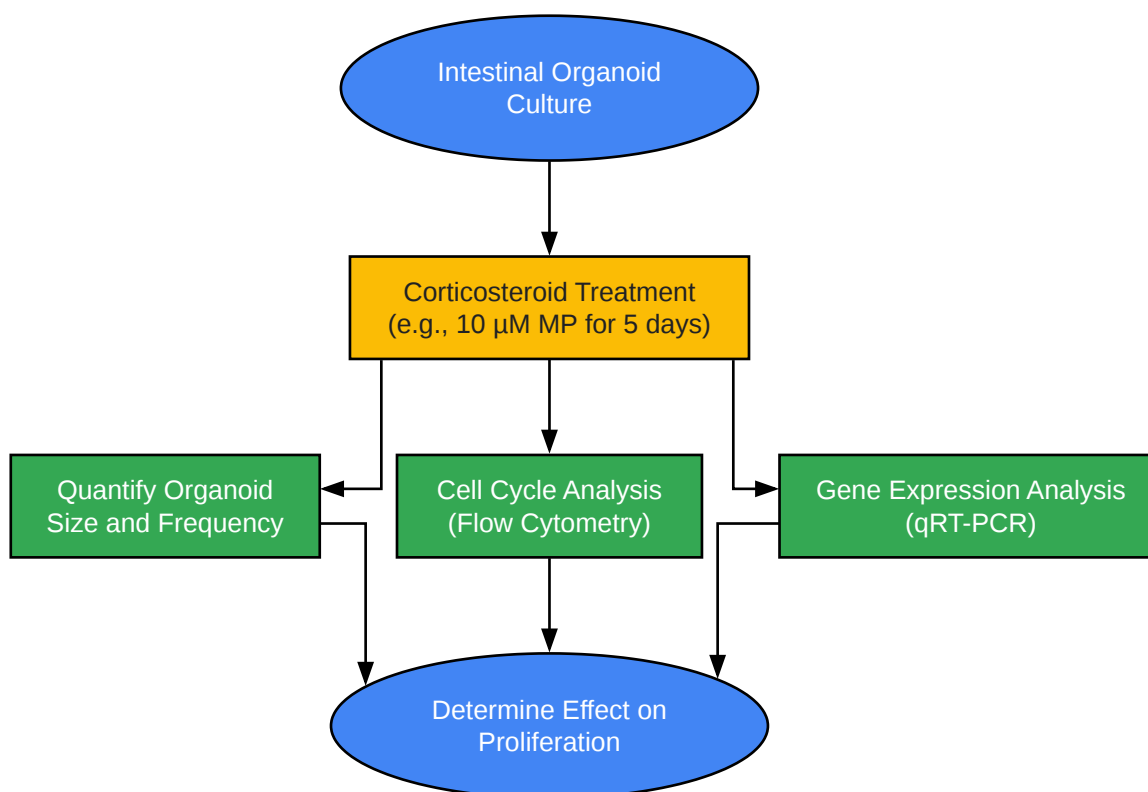 Intestinal Organoid
Culture
Corticosteroid Treatment
(e.g., 10 µM MP for 5 days)
Quantify Organoid
Size and Frequency
Cell Cycle Analysis
(Flow Cytometry)
Gene Expression Analysis
(qRT-PCR)
Determine Effect on
Proliferation